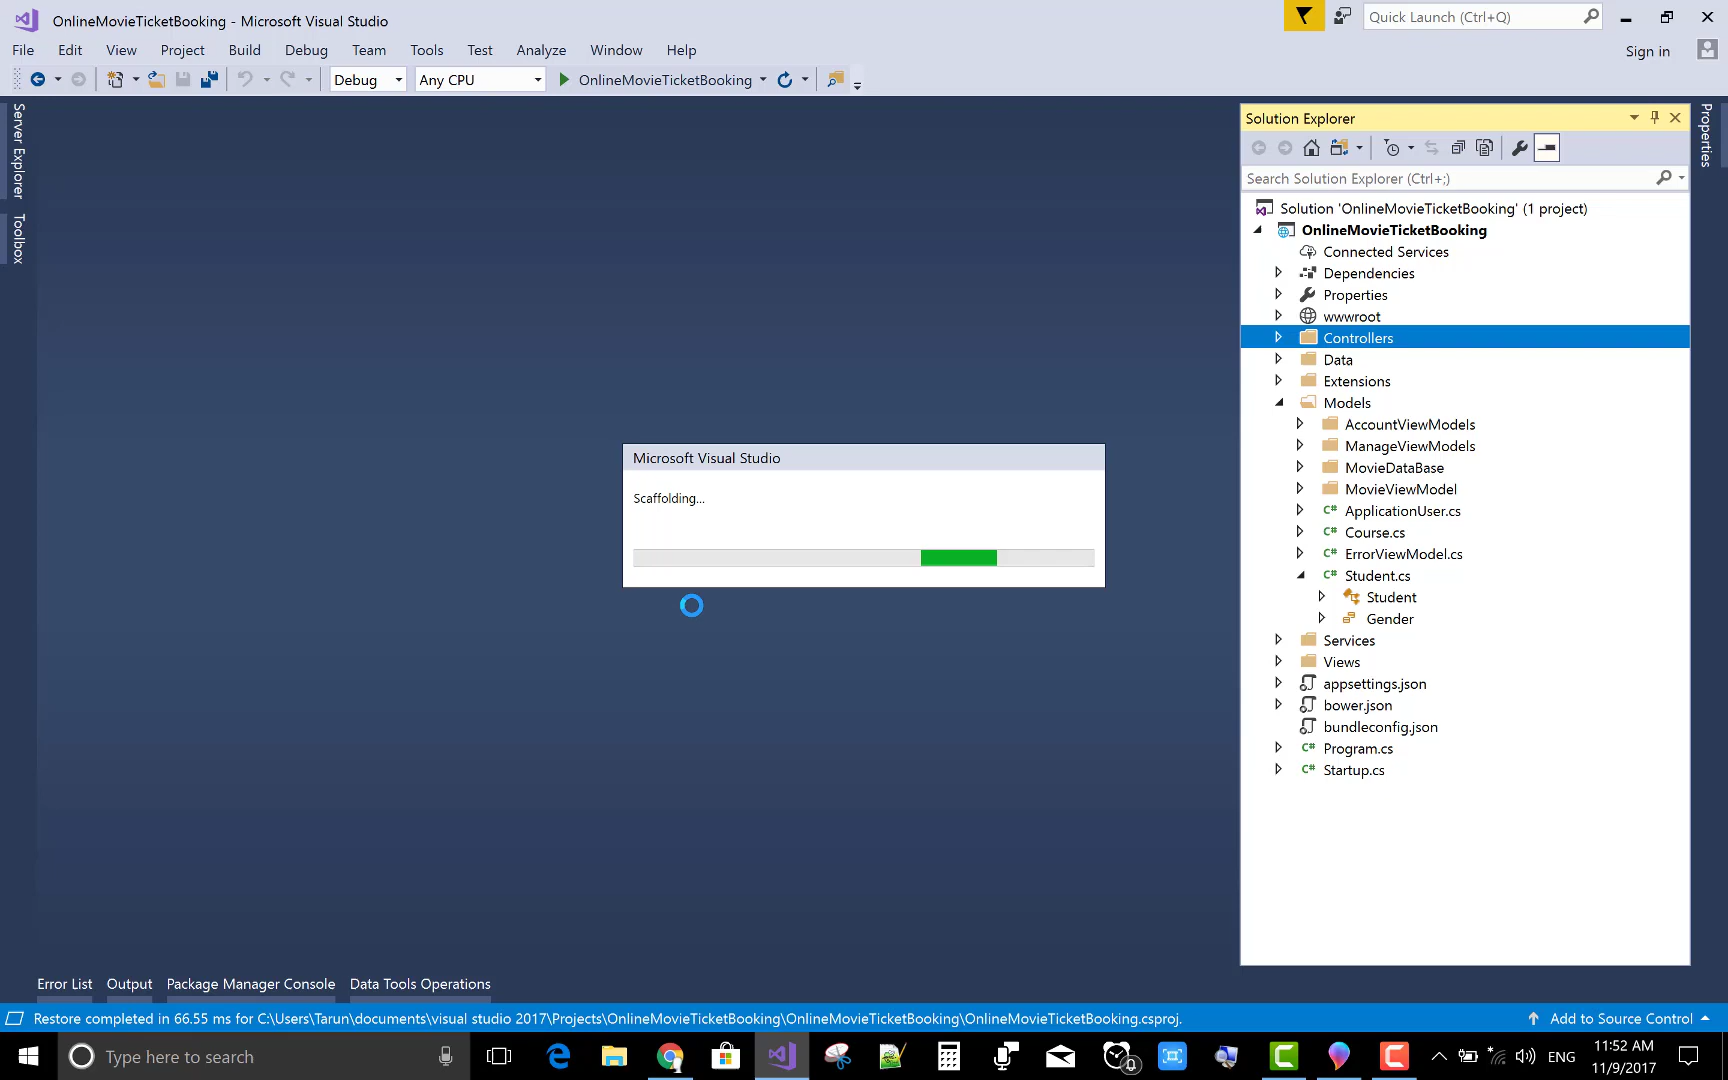 OnlineMovieTicketBooking - Microsoft Visual Studio
Quick Launch (Ctrl+Q)
File Edit View Project Build Debug Team Tools Test Analyze Window Help
Sign in
Debug Any CPU OnlineMovieTicketBooking
Server Explorer
Toolbox
Solution Explorer
Properties
Search Solution Explorer (Ctrl+;)
Solution 'OnlineMovieTicketBooking' (1 project)
OnlineMovieTicketBooking
Connected Services
Dependencies
Properties
wwwroot
Controllers
Data
Extensions
Models
AccountViewModels
ManageViewModels
MovieDataBase
MovieViewModel
C# ApplicationUser.cs
C# Course.cs
C# ErrorViewModel.cs
C# Student.cs
Student
Gender
Services
Views
appsettings.json
bower.json
bundleconfig.json
C# Program.cs
C# Startup.cs
Microsoft Visual Studio
Scaffolding...
Error List Output Package Manager Console Data Tools Operations
Restore completed in 66.55 ms for C:\Users\Tarun\documents\visual studio 2017\Projects\OnlineMovieTicketBooking\OnlineMovieTicketBooking\OnlineMovieTicketBooking.csproj.
Add to Source Control
Type here to search
ENG
11:52 AM
11/9/2017